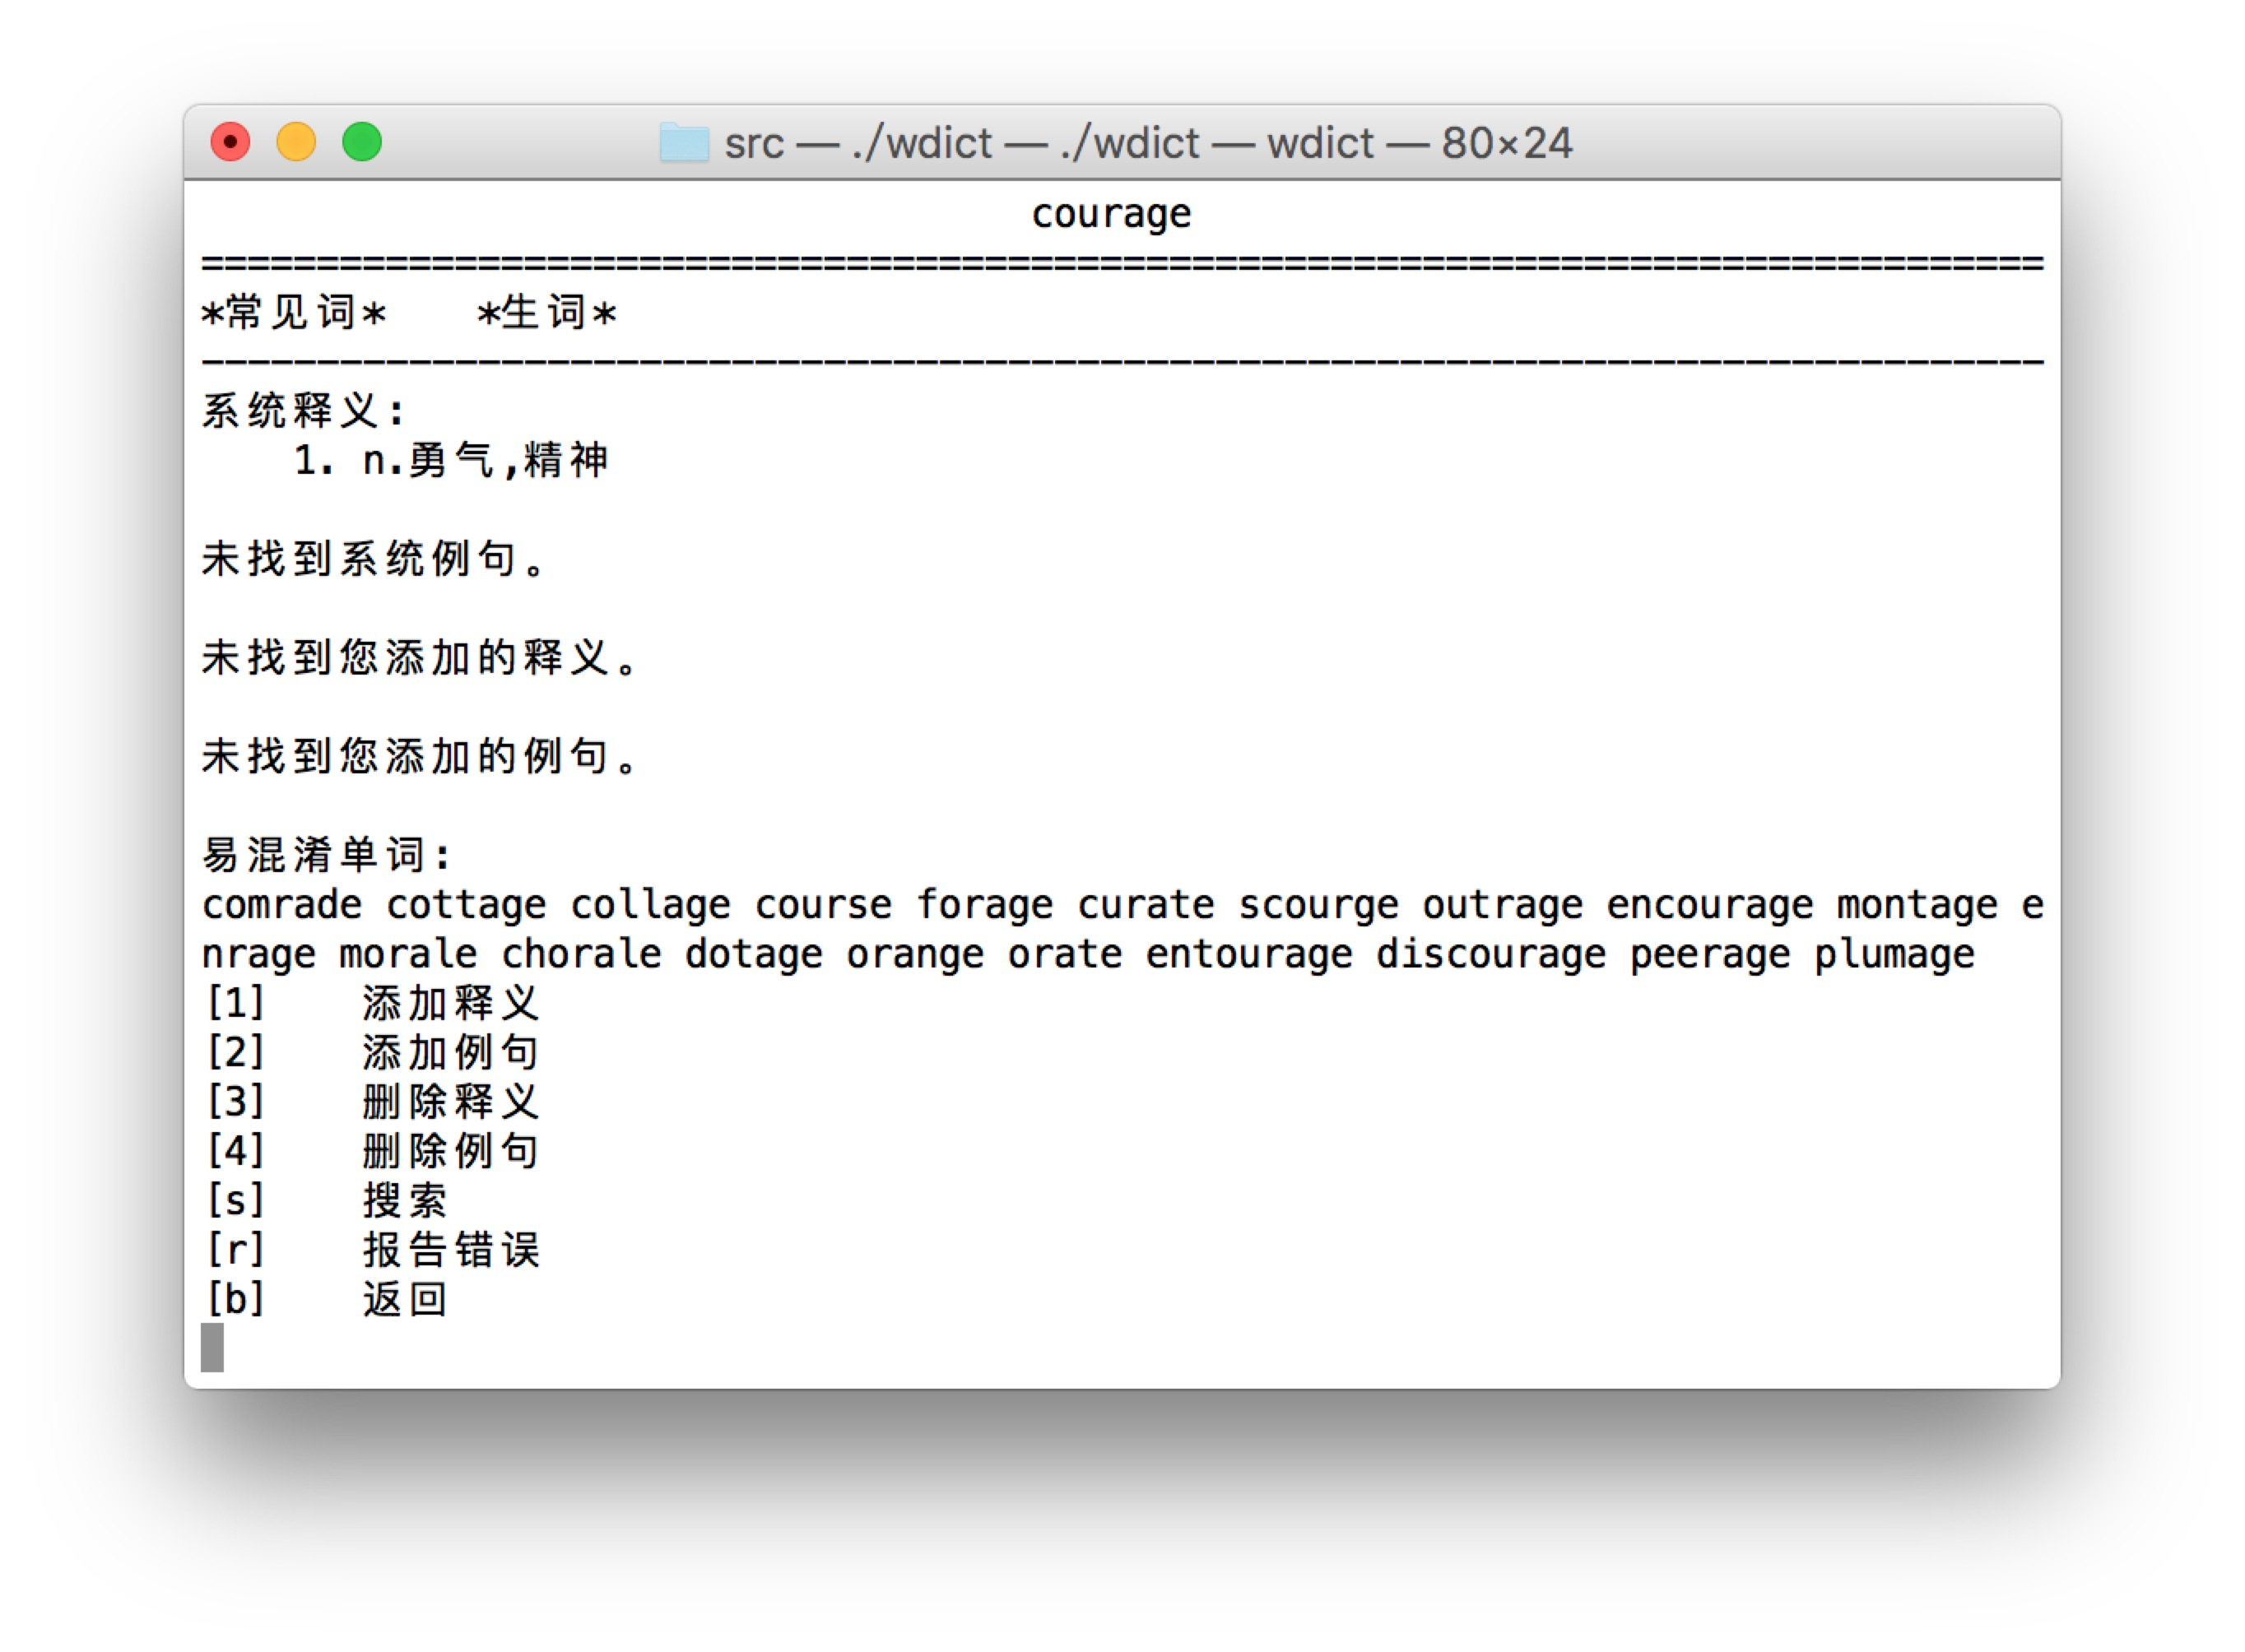 src — ./wdict — ./wdict — wdict — 80×24
courage
================================================================================
*常见词*    *生词*
--------------------------------------------------------------------------------
系统释义:
    1. n.勇气,精神
未找到系统例句。
未找到您添加的释义。
未找到您添加的例句。
易混淆单词:
comrade cottage collage course forage curate scourge outrage encourage montage e
nrage morale chorale dotage orange orate entourage discourage peerage plumage
[1]    添加释义
[2]    添加例句
[3]    删除释义
[4]    删除例句
[s]    搜索
[r]    报告错误
[b]    返回